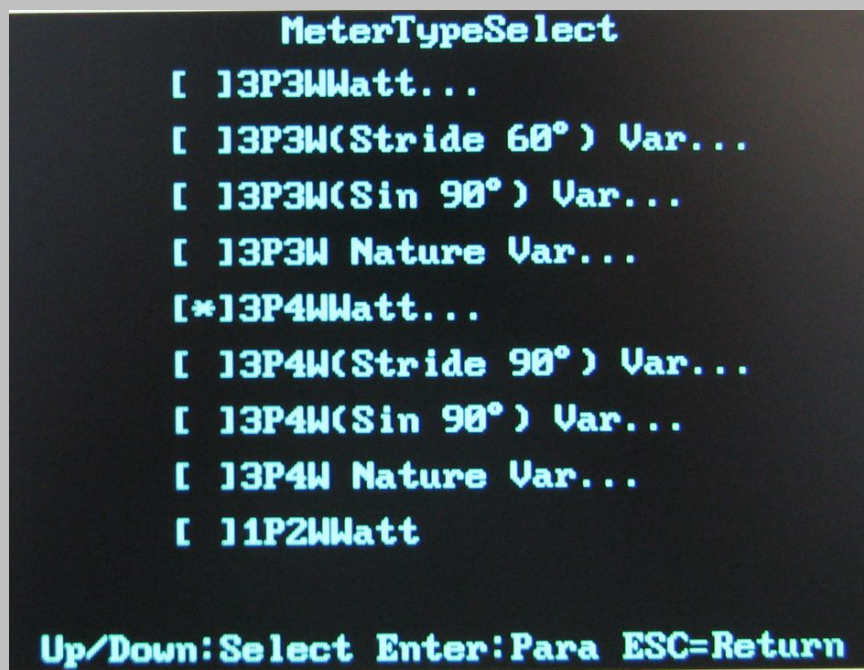 MeterTypeSelect
[ ]3P3WWatt...
[ ]3P3W(Stride 60°) Var...
[ ]3P3W(Sin 90°) Var...
[ ]3P3W Nature Var...
[*]3P4WWatt...
[ ]3P4W(Stride 90°) Var...
[ ]3P4W(Sin 90°) Var...
[ ]3P4W Nature Var...
[ ]1P2WWatt
Up/Down:Select Enter:Para ESC=Return